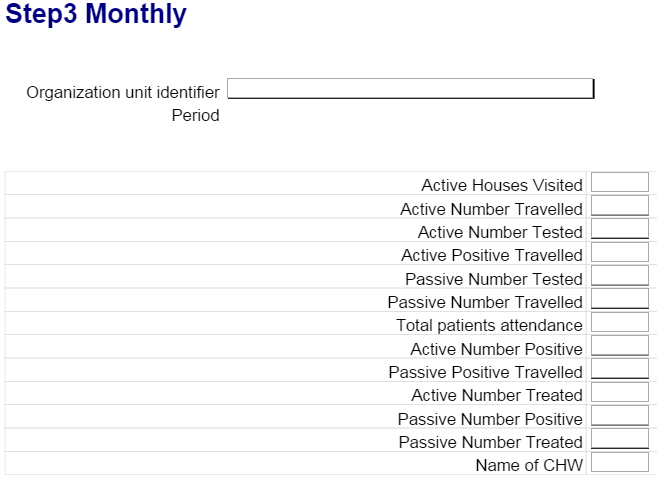 Step3 Monthly
Organization unit identifier
Period
Active Houses Visited
Active Number Travelled
Active Number Tested
Active Positive Travelled
Passive Number Tested
Passive Number Travelled
Total patients attendance
Active Number Positive
Passive Positive Travelled
Active Number Treated
Passive Number Positive
Passive Number Treated
Name of CHW